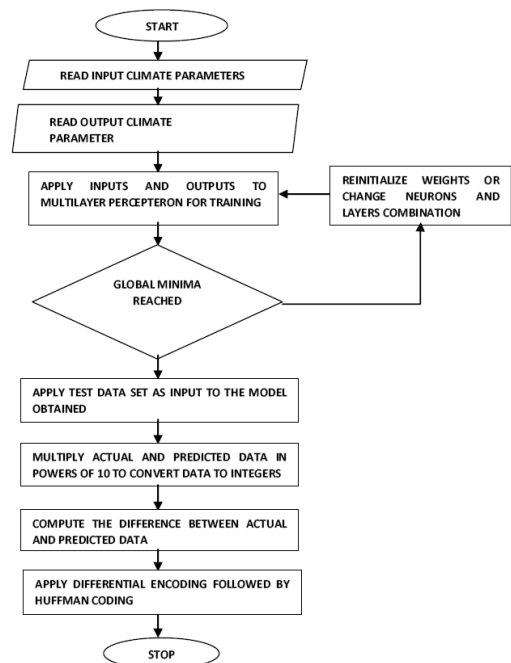 START
READ INPUT CLIMATE PARAMETERS
READ OUTPUT CLIMATE
PARAMETER
APPLY INPUTS AND OUTPUTS TO
MULTILAYER PERCEPTERON FOR TRAINING
REINITIALIZE WEIGHTS OR
CHANGE NEURONS AND
LAYERS COMBINATION
GLOBAL MINIMA
REACHED
APPLY TEST DATA SET AS INPUT TO THE MODEL
OBTAINED
MULTIPLY ACTUAL AND PREDICTED DATA IN
POWERS OF 10 TO CONVERT DATA TO INTEGERS
COMPUTE THE DIFFERENCE BETWEEN ACTUAL
AND PREDICTED DATA
APPLY DIFFERENTIAL ENCODING FOLLOWED BY
HUFFMAN CODING
STOP